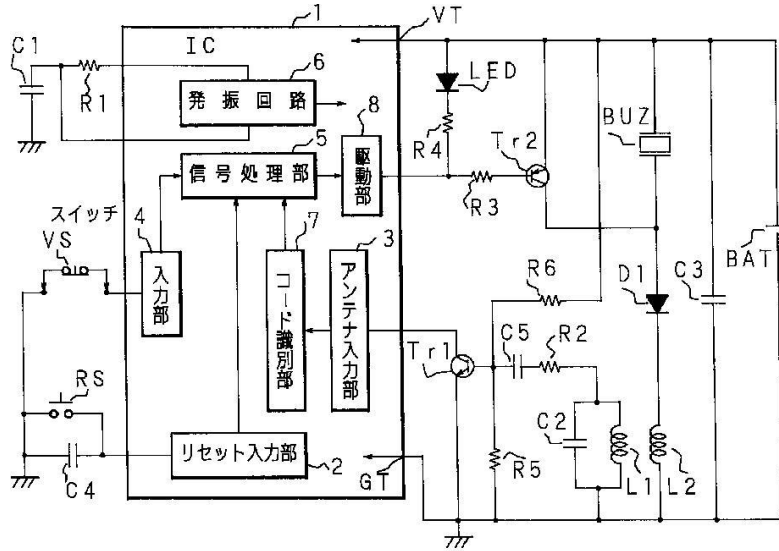 1
VT
IC
C1
R1
6
発振回路
LED
8
BUZ
R4
Tr2
5
信号処理部
駆動部
R3
スイッチ
VS
4
入力部
7
コード識別部
3
アンテナ入力部
R6
D1
C3
BAT
C5
R2
Tr1
RS
C2
C4
リセット入力部
2
GT
R5
L1
L2